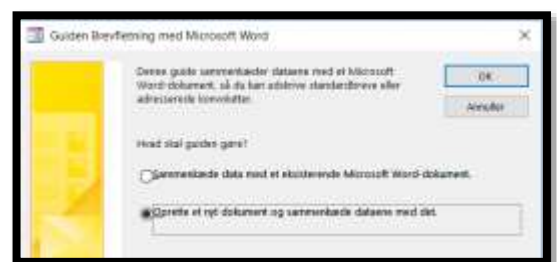 Guiden Brevfletning med Microsoft Word
Denne guide sammenkæder dataene med et Microsoft
Word-dokument, så du kan udskrive standardbreve eller
adresserede konvolutter.
OK
Annuller
Hvad skal guiden gøre?
Sammenkæde data med et eksisterende Microsoft Word-dokument.
Oprette et nyt dokument og sammenkæde dataene med det.